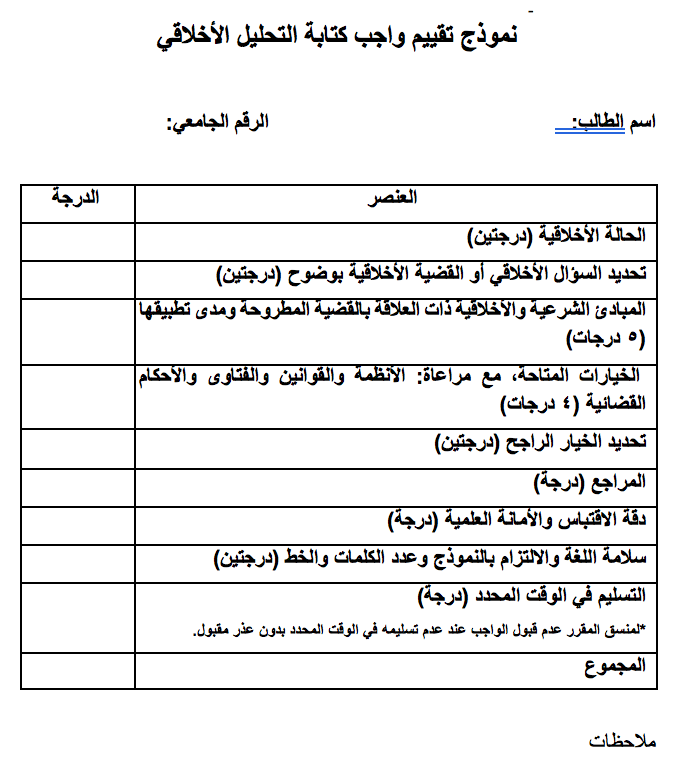 -
نموذج تقييم واجب كتابة التحليل الأخلاقي
اسم الطالب: الرقم الجامعي:
العنصر الدرجة
الحالة الأخلاقية (درجتين)
تحديد السؤال الأخلاقي أو القضية الأخلاقية بوضوح (درجتين)
المبادئ الشرعية والأخلاقية ذات العلاقة بالقضية المطروحة ومدى تطبيقها
(٥ درجات)
الخيارات المتاحة، مع مراعاة: الأنظمة والقوانين والفتاوى والأحكام
القضائية (٤ درجات)
تحديد الخيار الراجح (درجتين)
المراجع (درجة)
دقة الاقتباس والأمانة العلمية (درجة)
سلامة اللغة والالتزام بالنموذج وعدد الكلمات والخط (درجتين)
التسليم في الوقت المحدد (درجة)
*لمنسق المقرر عدم قبول الواجب عند عدم تسليمه في الوقت المحدد بدون عذر مقبول.
المجموع
ملاحظات